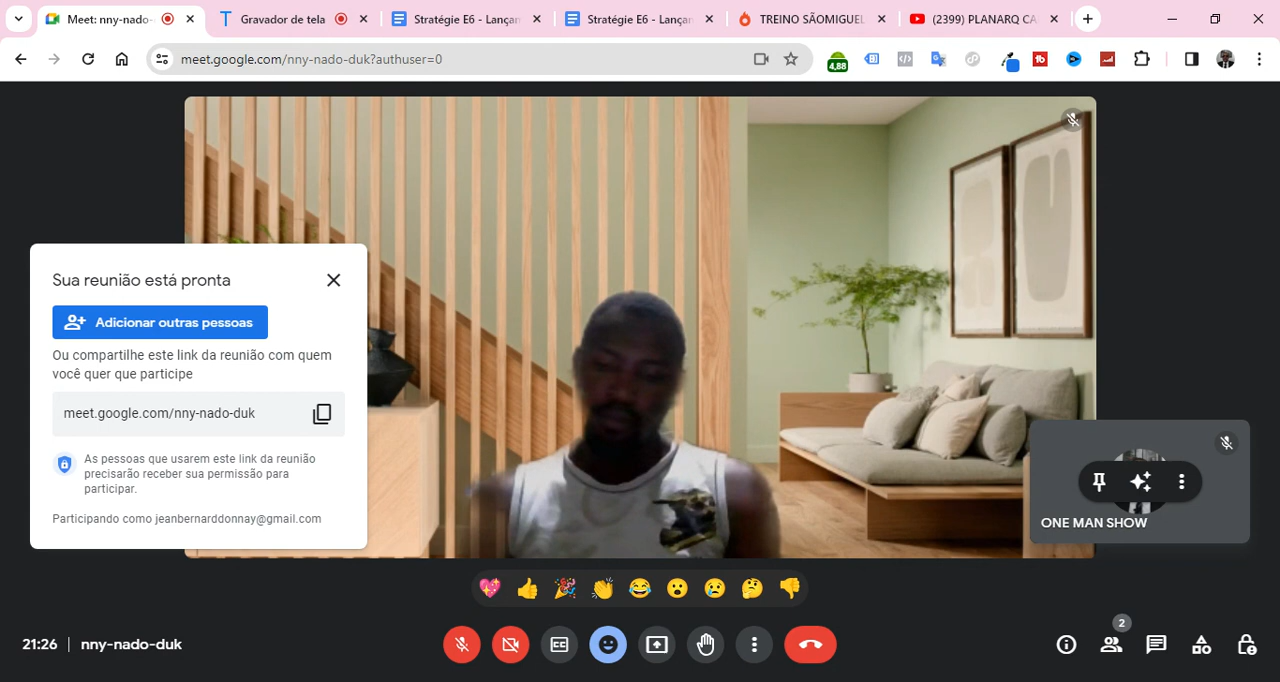 Meet: nny-nado-
Gravador de tela
Stratégie E6 - Lançan
Stratégie E6 - Lançan
TREINO SÃOMIGUEL
(2399) PLANARQ CA
meet.google.com/nny-nado-duk?authuser=0
4,88
Sua reunião está pronta
Adicionar outras pessoas
Ou compartilhe este link da reunião com quem
você quer que participe
meet.google.com/nny-nado-duk
As pessoas que usarem este link da reunião
precisarão receber sua permissão para
participar.
Participando como jeanbernarddonnay@gmail.com
ONE MAN SHOW
21:26 | nny-nado-duk
2